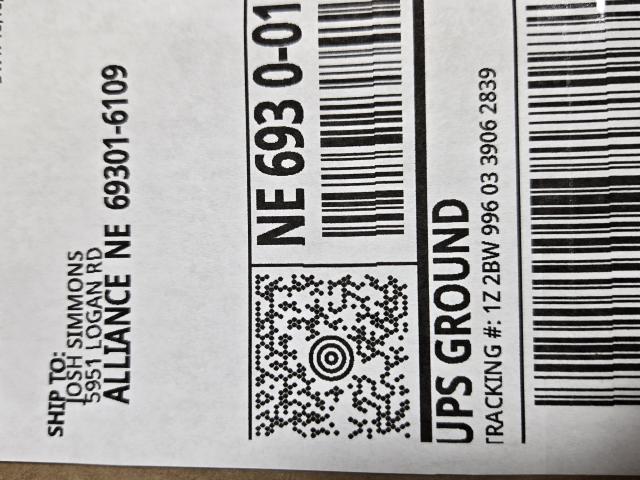 SHIP TO:
JOSH SIMMONS
5951 LOGAN RD
ALLIANCE NE 69301-6109
NE 693 0-01
UPS GROUND
TRACKING #: 1Z 2BW 996 03 3906 2839